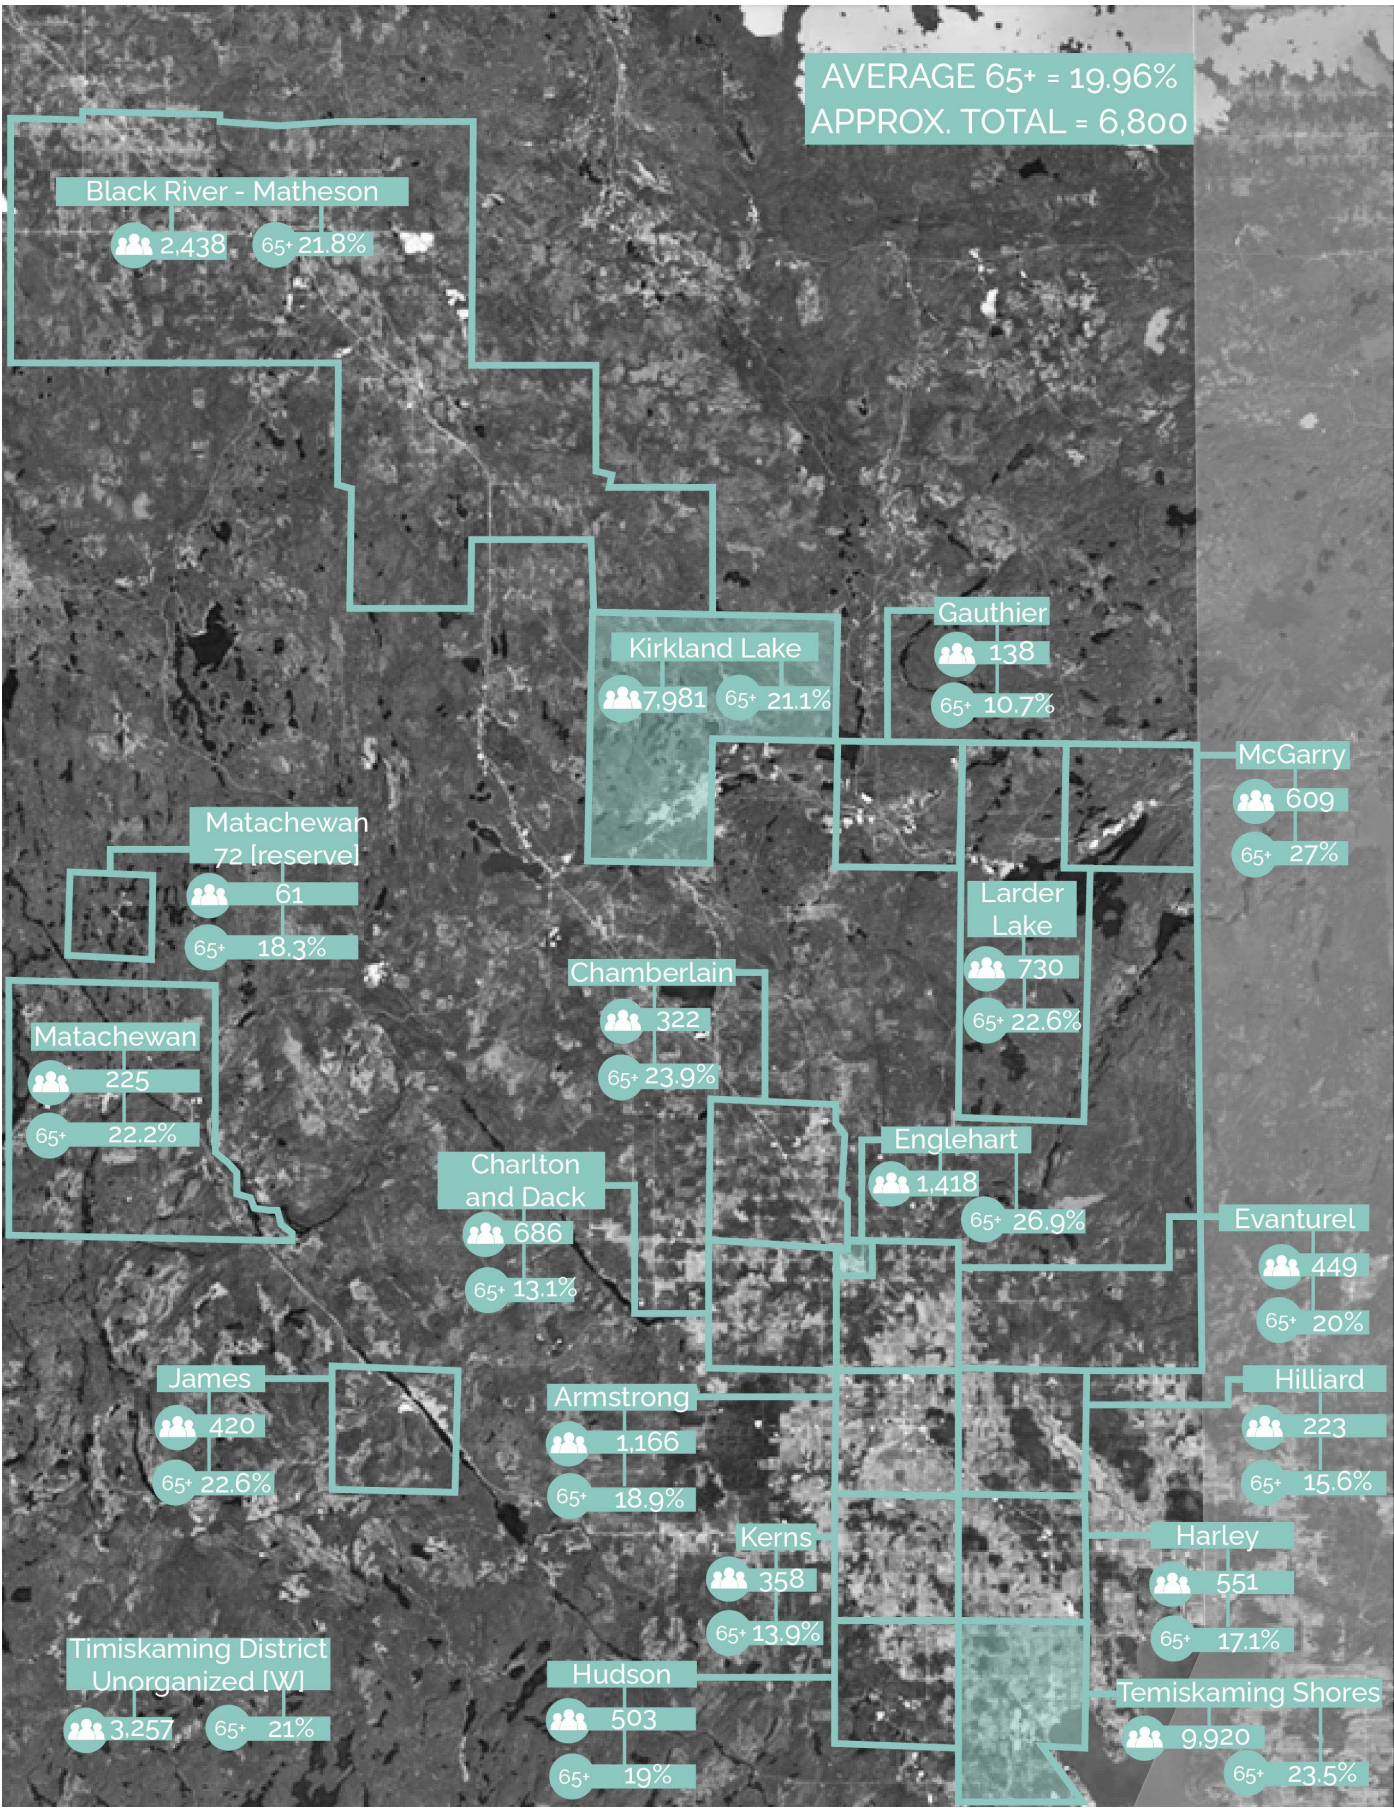 AVERAGE 65+ = 19.96%
APPROX. TOTAL = 6,800
Black River - Matheson
2,438 65+ 21.8%
Gauthier
138
65+ 10.7%
Kirkland Lake
7,981 65+ 21.1%
McGarry
609
65+ 27%
Matachewan
72 [reserve]
61
65+ 18.3%
Larder
Lake
730
65+ 22.6%
Chamberlain
322
65+ 23.9%
Matachewan
225
65+ 22.2%
Englehart
1,418
65+ 26.9%
Charlton
and Dack
686
65+ 13.1%
Evanturel
449
65+ 20%
James
420
65+ 22.6%
Armstrong
1,166
65+ 18.9%
Hilliard
223
65+ 15.6%
Kerns
358
65+ 13.9%
Harley
551
65+ 17.1%
Timiskaming District
Unorganized [W]
3,257 65+ 21%
Hudson
503
65+ 19%
Temiskaming Shores
9,920
65+ 23.5%